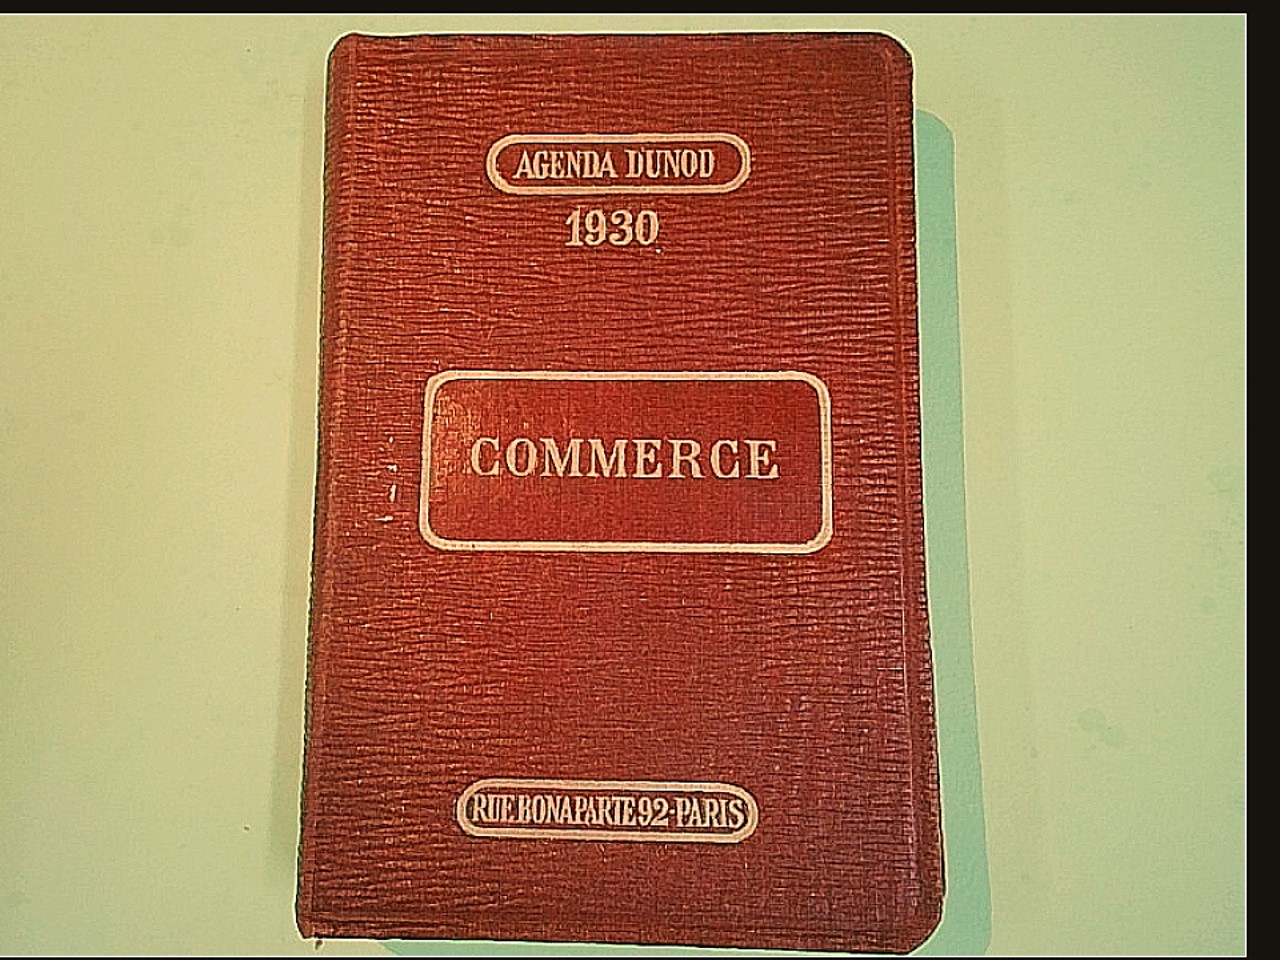 AGENDA DUNOD
1930
COMMERCE
RUE BONAPARTE 92-PARIS